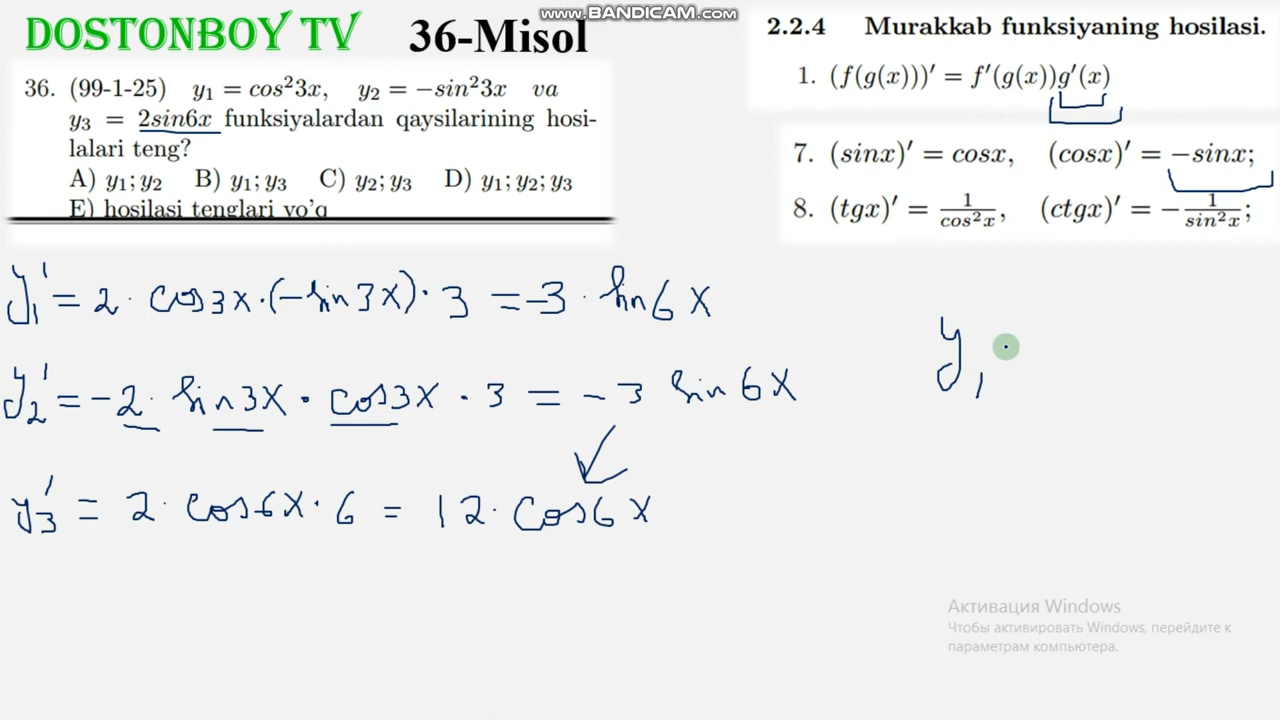 www.BANDICAM.com
DOSTONBOY TV 36-Misol
36. (99-1-25) y₁ = cos²3x, y₂ = −sin²3x va
y₃ = 2sin6x funksiyalardan qaysilarining hosi-
lalari teng?
A) y₁; y₂ B) y₁; y₃ C) y₂; y₃ D) y₁; y₂; y₃
E) hosilasi tenglari yo'q
2.2.4 Murakkab funksiyaning hosilasi.
1. (f(g(x)))′ = f′(g(x))g′(x)
7. (sinx)′ = cosx, (cosx)′ = −sinx;
8. (tgx)′ = 1/cos²x, (ctgx)′ = −1/sin²x;
y₁′ = 2 · cos3x · (−sin3x) · 3 = −3 · sin6x
y₂′ = −2 · sin3x · cos3x · 3 = −3 sin6x
y₃′ = 2 · cos6x · 6 = 12 · cos6x
y₁
Активация Windows
Чтобы активировать Windows, перейдите к
параметрам компьютера.